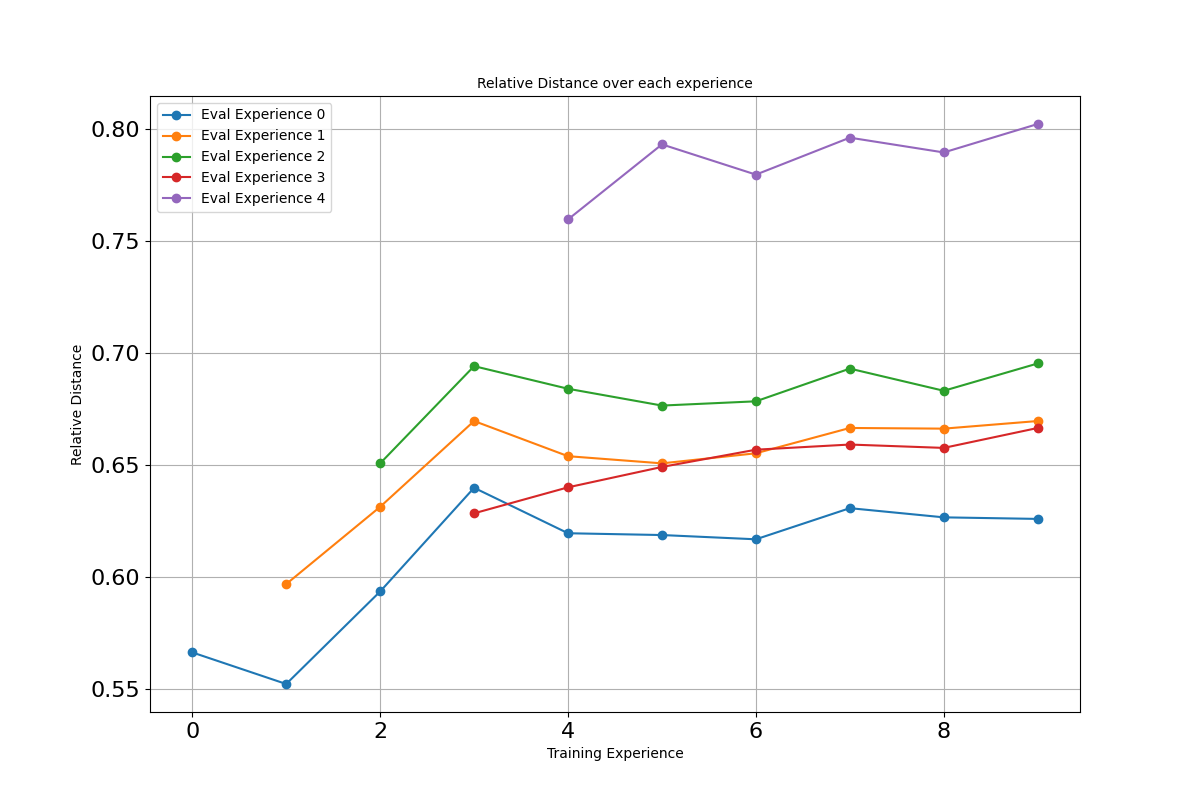 Relative Distance over each experience
Eval Experience 0
Eval Experience 1
Eval Experience 2
Eval Experience 3
Eval Experience 4
0.80
0.75
0.70
0.65
0.60
0.55
Relative Distance
0 2 4 6 8
Training Experience